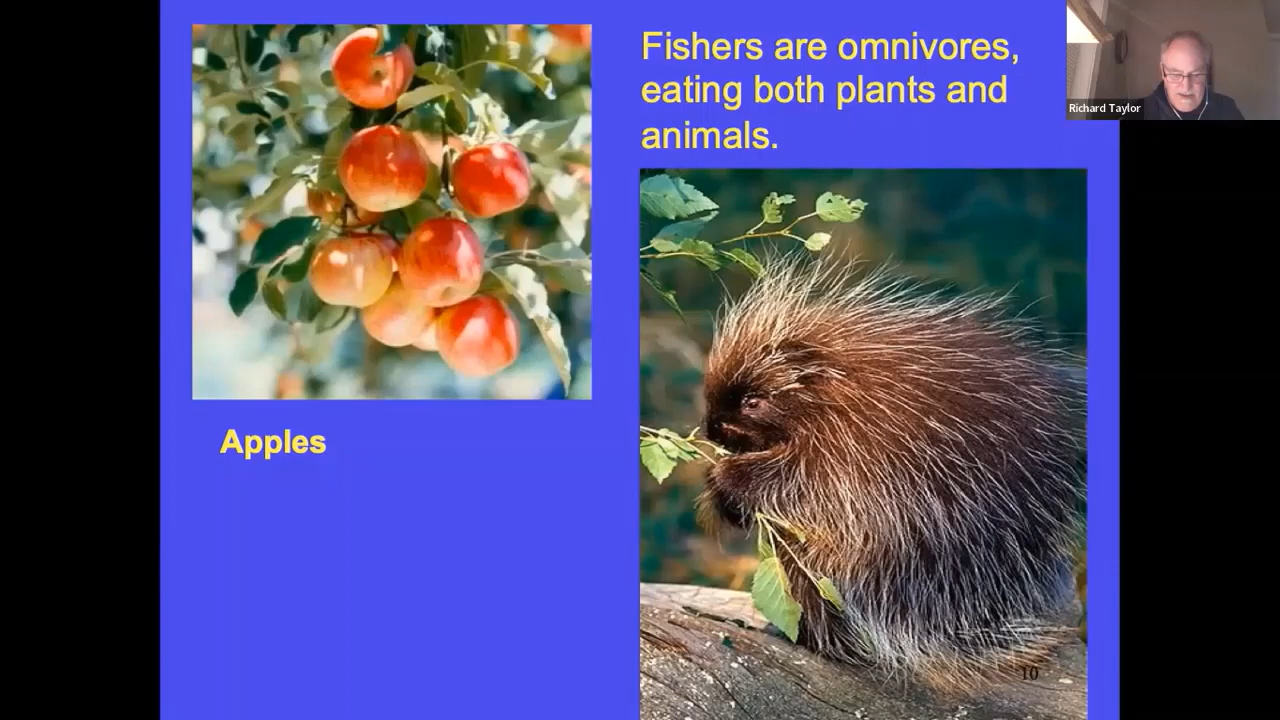 Fishers are omnivores,
eating both plants and
animals.
Richard Taylor
Apples
10